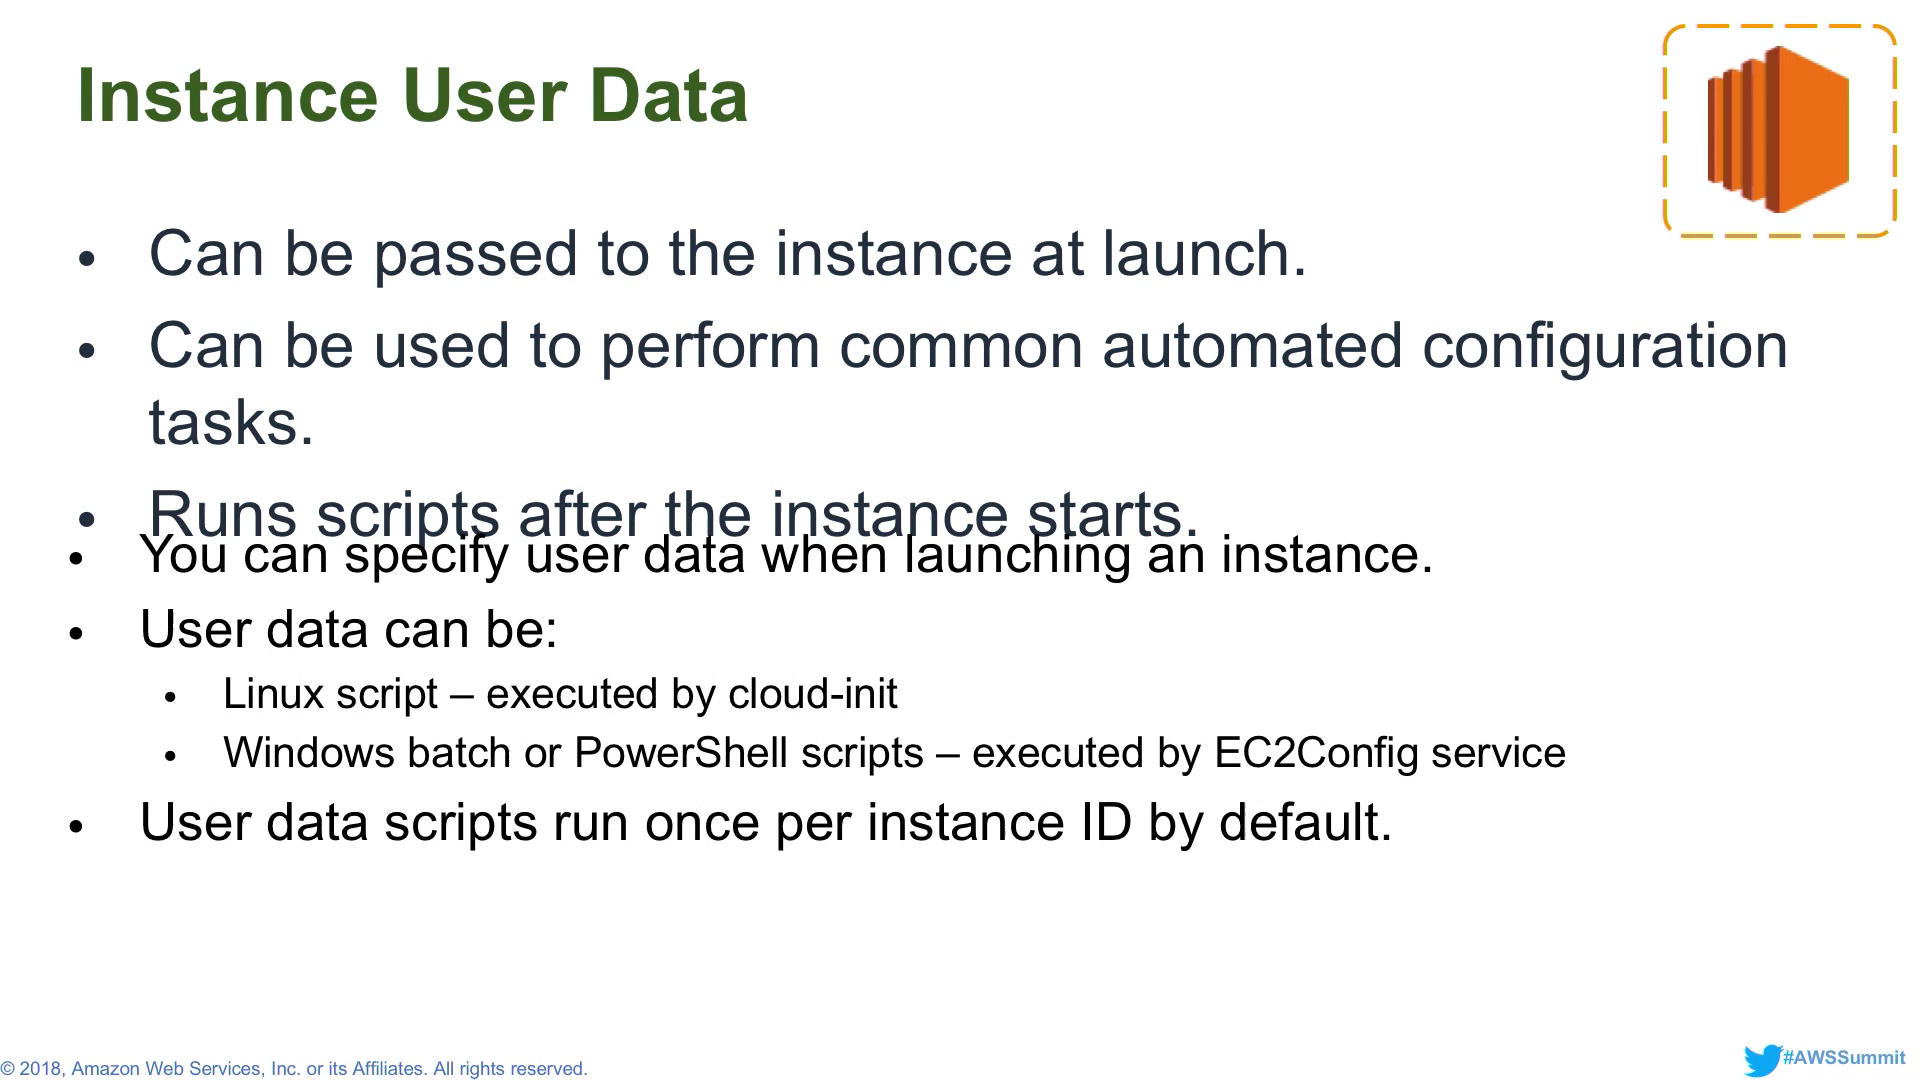 Instance User Data
• Can be passed to the instance at launch.
• Can be used to perform common automated configuration
tasks.
• Runs scripts after the instance starts.
• You can specify user data when launching an instance.
• User data can be:
• Linux script – executed by cloud-init
• Windows batch or PowerShell scripts – executed by EC2Config service
• User data scripts run once per instance ID by default.
© 2018, Amazon Web Services, Inc. or its Affiliates. All rights reserved.
#AWSSummit